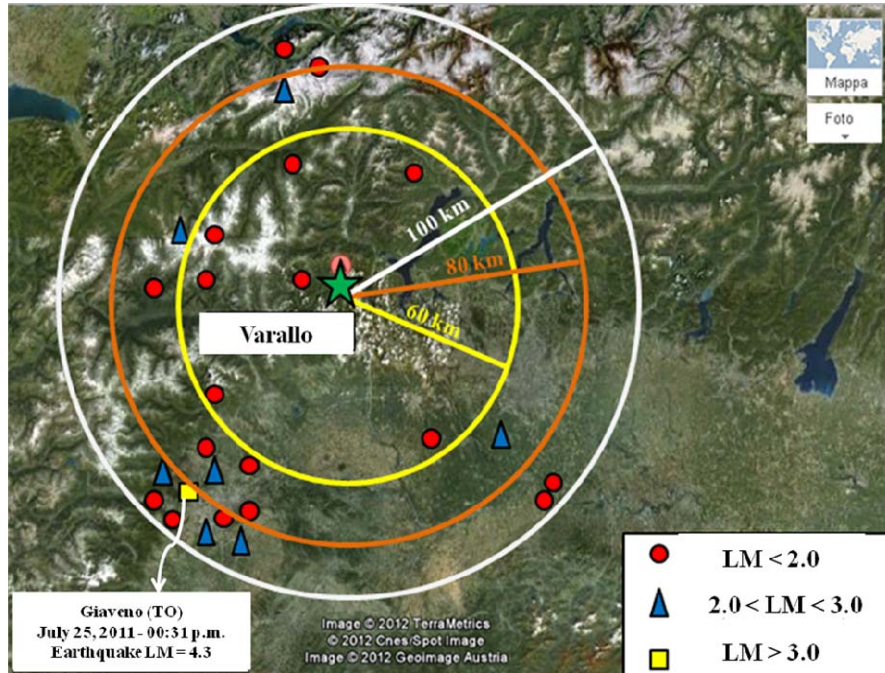 Mappa
Foto
100 km
80 km
60 km
Varallo
Giaveno (TO)
July 25, 2011 - 00:31 p.m.
Earthquake LM = 4.3
Image © 2012 TerraMetrics
© 2012 Cnes/Spot Image
Image © 2012 Geoimage Austria
LM < 2.0
2.0 < LM < 3.0
LM > 3.0